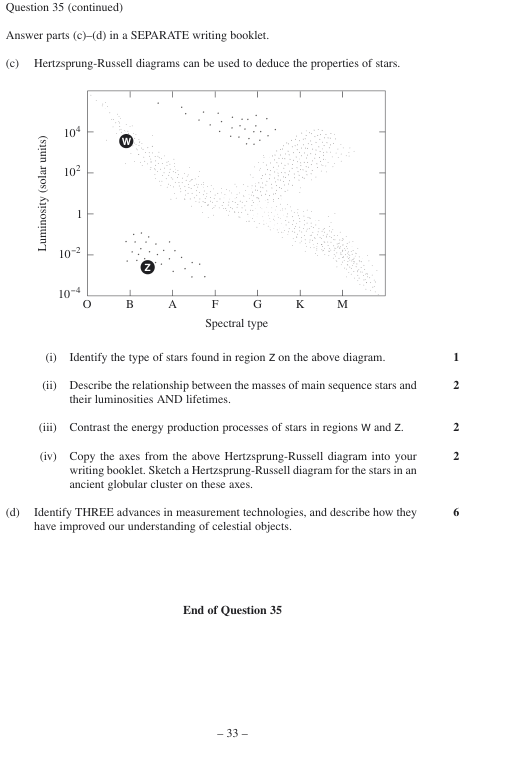 Question 35 (continued)
Answer parts (c)–(d) in a SEPARATE writing booklet.
(c) Hertzsprung-Russell diagrams can be used to deduce the properties of stars.
Luminosity (solar units)
10⁴
10²
1
10⁻²
10⁻⁴
W
Z
O B A F G K M
Spectral type
(i) Identify the type of stars found in region Z on the above diagram. 1
(ii) Describe the relationship between the masses of main sequence stars and 2
their luminosities AND lifetimes.
(iii) Contrast the energy production processes of stars in regions W and Z. 2
(iv) Copy the axes from the above Hertzsprung-Russell diagram into your 2
writing booklet. Sketch a Hertzsprung-Russell diagram for the stars in an
ancient globular cluster on these axes.
(d) Identify THREE advances in measurement technologies, and describe how they 6
have improved our understanding of celestial objects.
End of Question 35
– 33 –